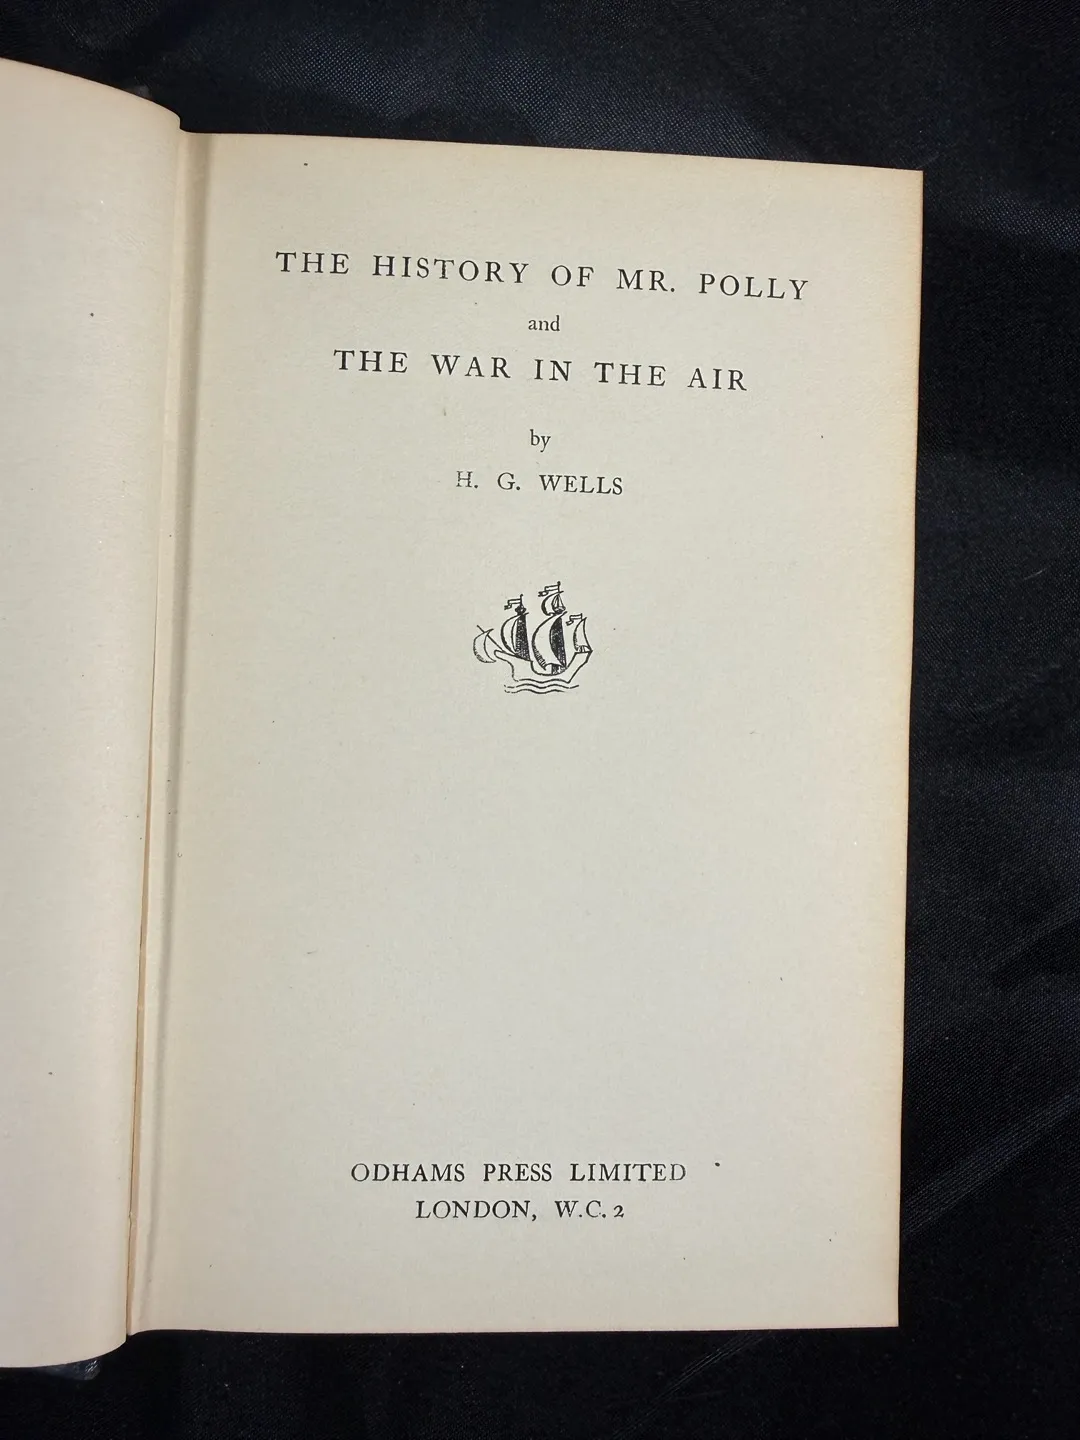 THE HISTORY OF MR. POLLY
and
THE WAR IN THE AIR
by
H. G. WELLS
ODHAMS PRESS LIMITED
LONDON, W.C.2